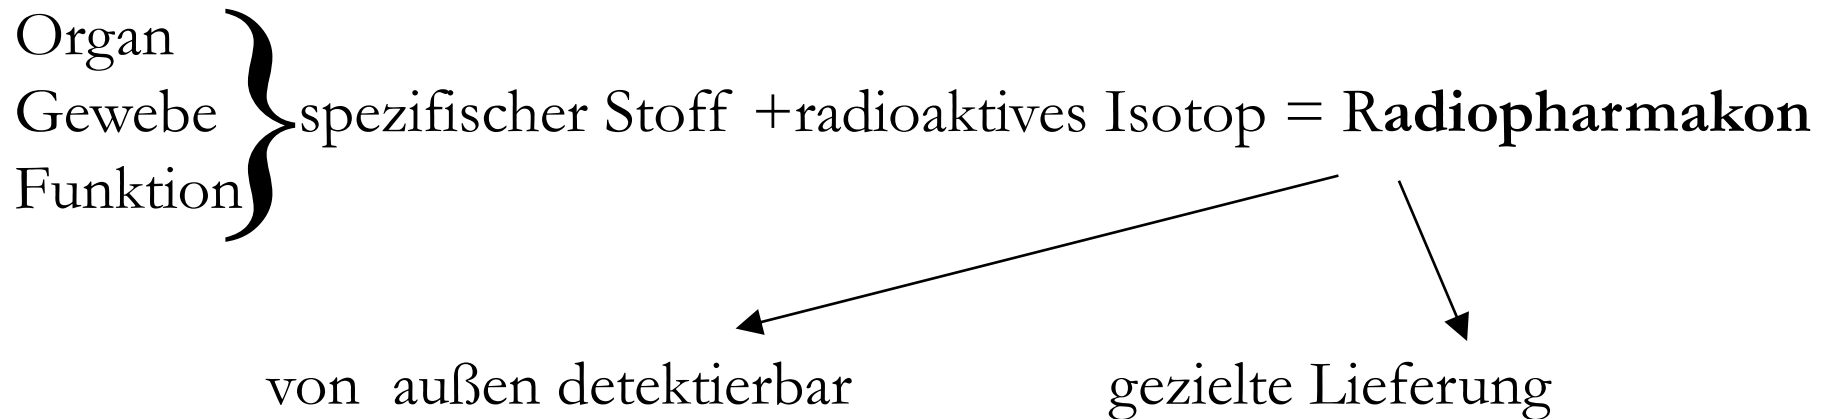 Organ
Gewebe
Funktion
spezifischer Stoff +radioaktives Isotop = Radiopharmakon
von außen detektierbar
gezielte Lieferung